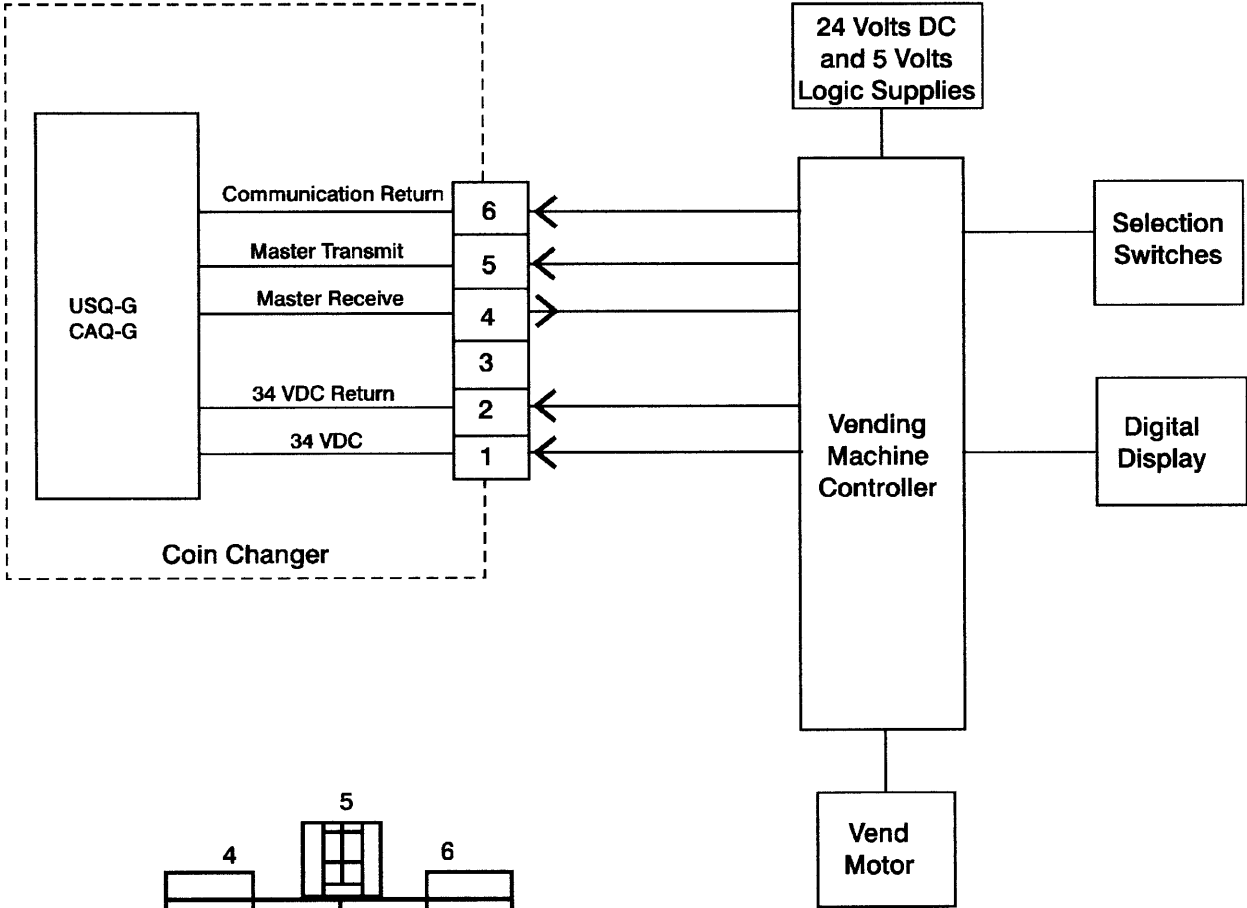 24 Volts DC
and 5 Volts
Logic Supplies
Communication Return
6
Master Transmit
5
Master Receive
4
3
34 VDC Return
2
34 VDC
1
USQ-G
CAQ-G
Coin Changer
Vending
Machine
Controller
Selection
Switches
Digital
Display
Vend
Motor
5
4
6